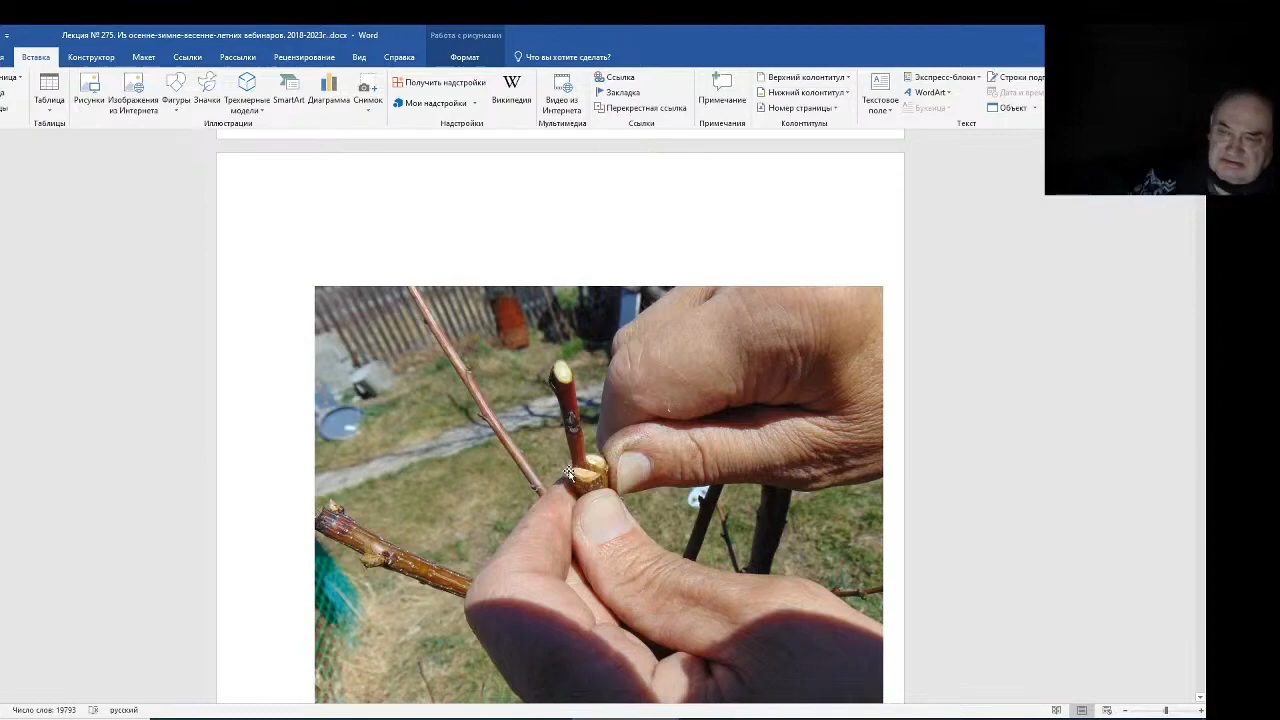 Лекция № 275. Из осенне-зимне-весенне-летних вебинаров. 2018-2023г..docx - Word
Работа с рисунками
Вставка Конструктор Макет Ссылки Рассылки Рецензирование Вид Справка Формат Что вы хотите сделать?
Таблица
Таблицы
Рисунки
Изображения из Интернета
Фигуры
Значки
Трехмерные модели
SmartArt
Диаграмма
Снимок
Иллюстрации
Получить надстройки
Мои надстройки
Википедия
Надстройки
Видео из Интернета
Мультимедиа
Ссылка
Закладка
Перекрестная ссылка
Ссылки
Примечание
Примечания
Верхний колонтитул
Нижний колонтитул
Номер страницы
Колонтитулы
Текстовое поле
Экспресс-блоки
WordArt
Буквица
Строки под
Дата и врем
Объект
Текст
Число слов: 19793 русский